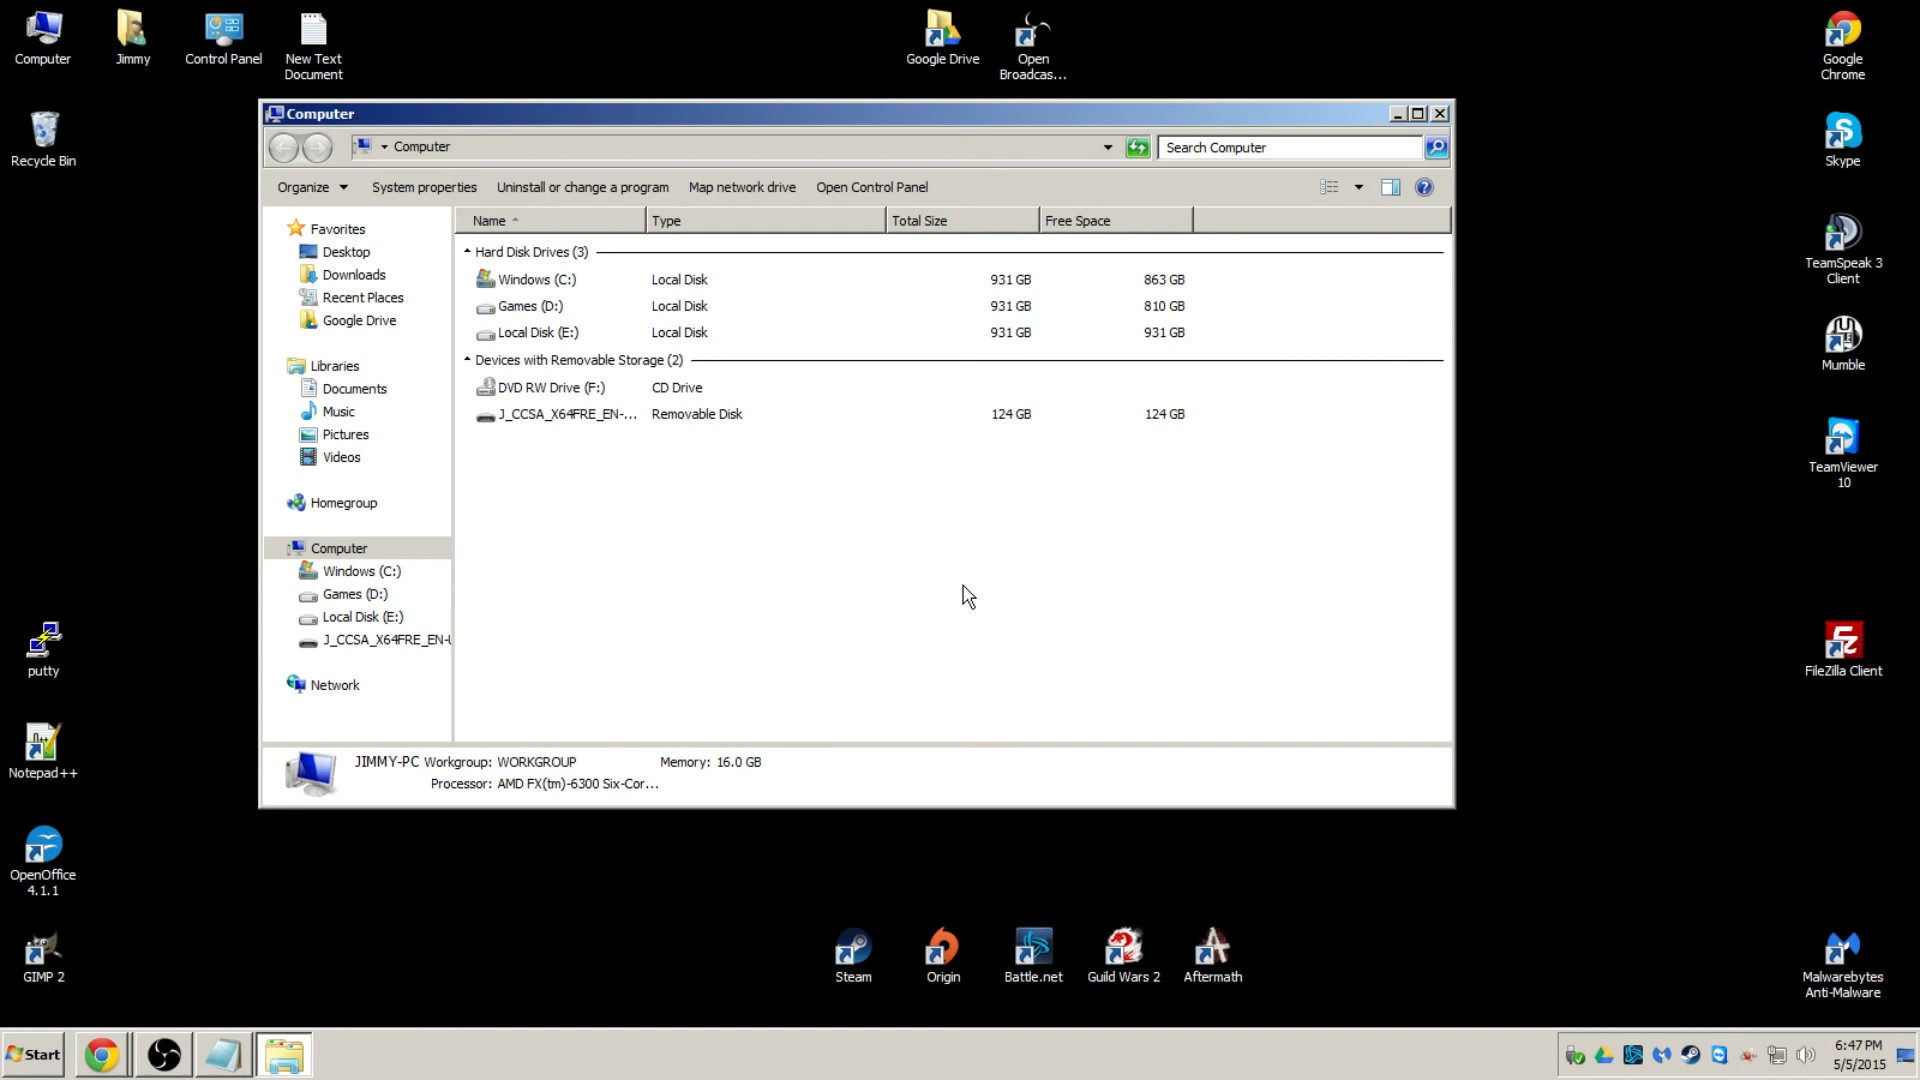 Computer
Jimmy
Control Panel
New Text
Document
Google Drive
Open
Broadcas...
Google
Chrome
Recycle Bin
Skype
TeamSpeak 3
Client
Mumble
TeamViewer
10
putty
Notepad++
OpenOffice
4.1.1
GIMP 2
FileZilla Client
Malwarebytes
Anti-Malware
Computer
Computer
Search Computer
Organize
System properties
Uninstall or change a program
Map network drive
Open Control Panel
Favorites
Desktop
Downloads
Recent Places
Google Drive
Libraries
Documents
Music
Pictures
Videos
Homegroup
Computer
Windows (C:)
Games (D:)
Local Disk (E:)
J_CCSA_X64FRE_EN-U
Network
Name Type Total Size Free Space
Hard Disk Drives (3)
Windows (C:) Local Disk 931 GB 863 GB
Games (D:) Local Disk 931 GB 810 GB
Local Disk (E:) Local Disk 931 GB 931 GB
Devices with Removable Storage (2)
DVD RW Drive (F:) CD Drive
J_CCSA_X64FRE_EN-... Removable Disk 124 GB 124 GB
JIMMY-PC Workgroup: WORKGROUP Memory: 16.0 GB
Processor: AMD FX(tm)-6300 Six-Cor...
Steam
Origin
Battle.net
Guild Wars 2
Aftermath
Start
6:47 PM
5/5/2015